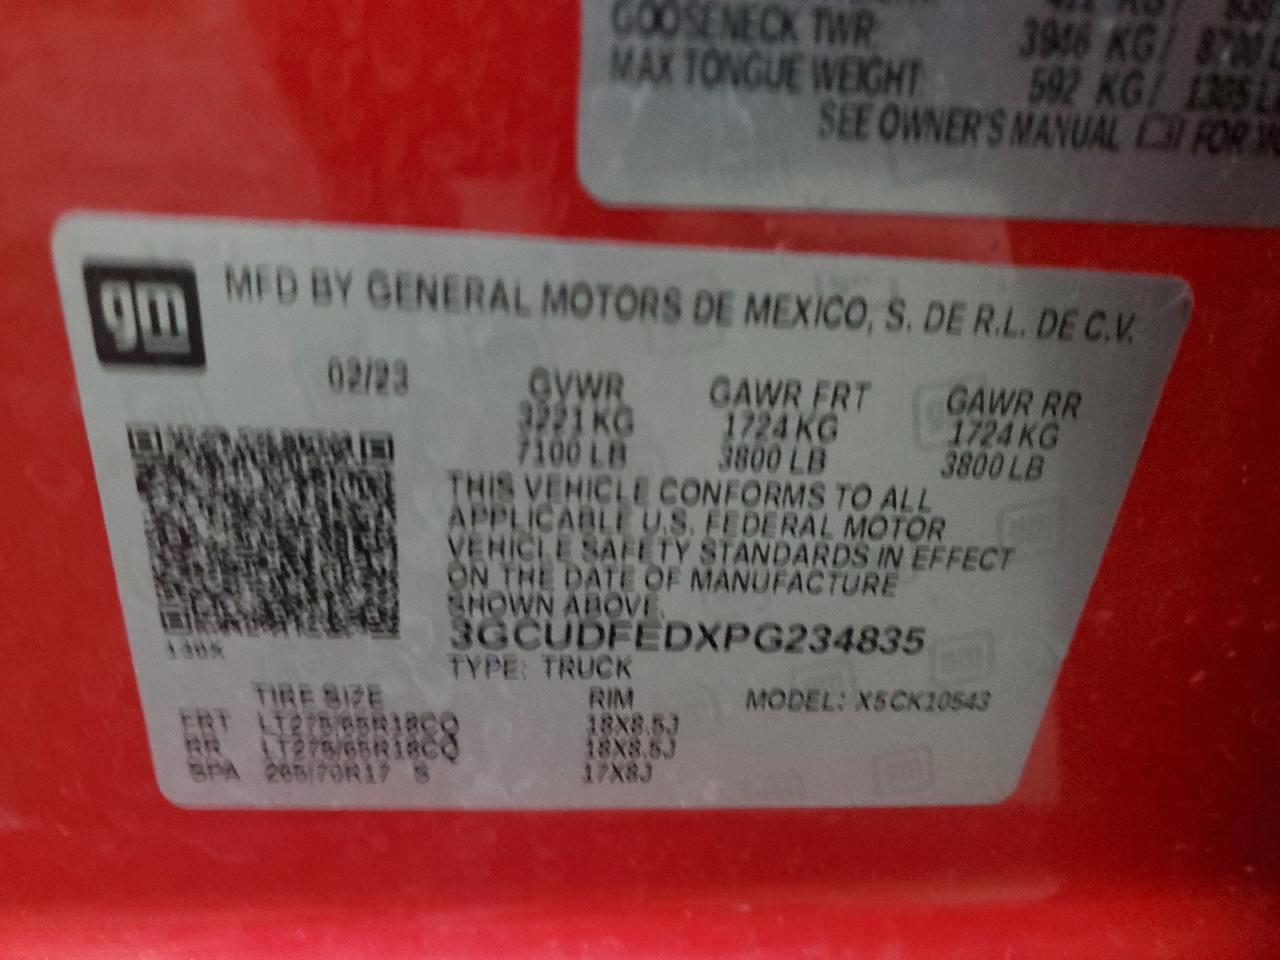 GOOSENECK TWR: 3946 KG/ 8700
MAX TONGUE WEIGHT: 592 KG/ 1305
SEE OWNER'S MANUAL FOR
gm
MFD BY GENERAL MOTORS DE MEXICO, S. DE R.L. DE C.V.
02/23 GVWR GAWR FRT GAWR RR
3221 KG 1724 KG 1724 KG
7100 LB 3800 LB 3800 LB
THIS VEHICLE CONFORMS TO ALL
APPLICABLE U.S. FEDERAL MOTOR
VEHICLE SAFETY STANDARDS IN EFFECT
ON THE DATE OF MANUFACTURE
SHOWN ABOVE.
3GCUDFEDXPG234835
TYPE: TRUCK
TIRE SIZE RIM MODEL: X5CK10543
FRT LT275/65R18CQ 18X8.5J
RR LT275/65R18CQ 18X8.5J
SPA 265/70R17 S 17X8J